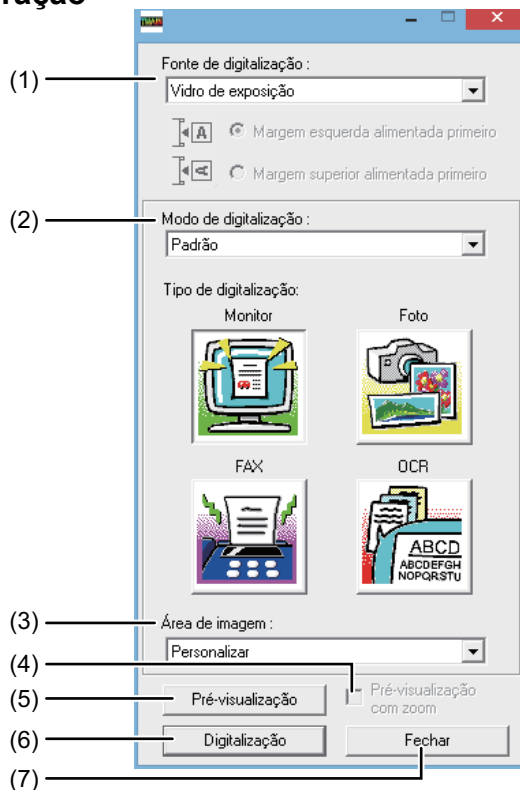 TWAIN
(1)
Fonte de digitalização :
Vidro de exposição
A
Margem esquerda alimentada primeiro
A
Margem superior alimentada primeiro
(2)
Modo de digitalização :
Padrão
Tipo de digitalização:
Monitor
Foto
FAX
OCR
ABCD
ABCDEFGH
NOPQRSTU
(3)
Área de imagem :
Personalizar
(4)
(5)
Pré-visualização
Pré-visualização
com zoom
(6)
Digitalização
Fechar
(7)